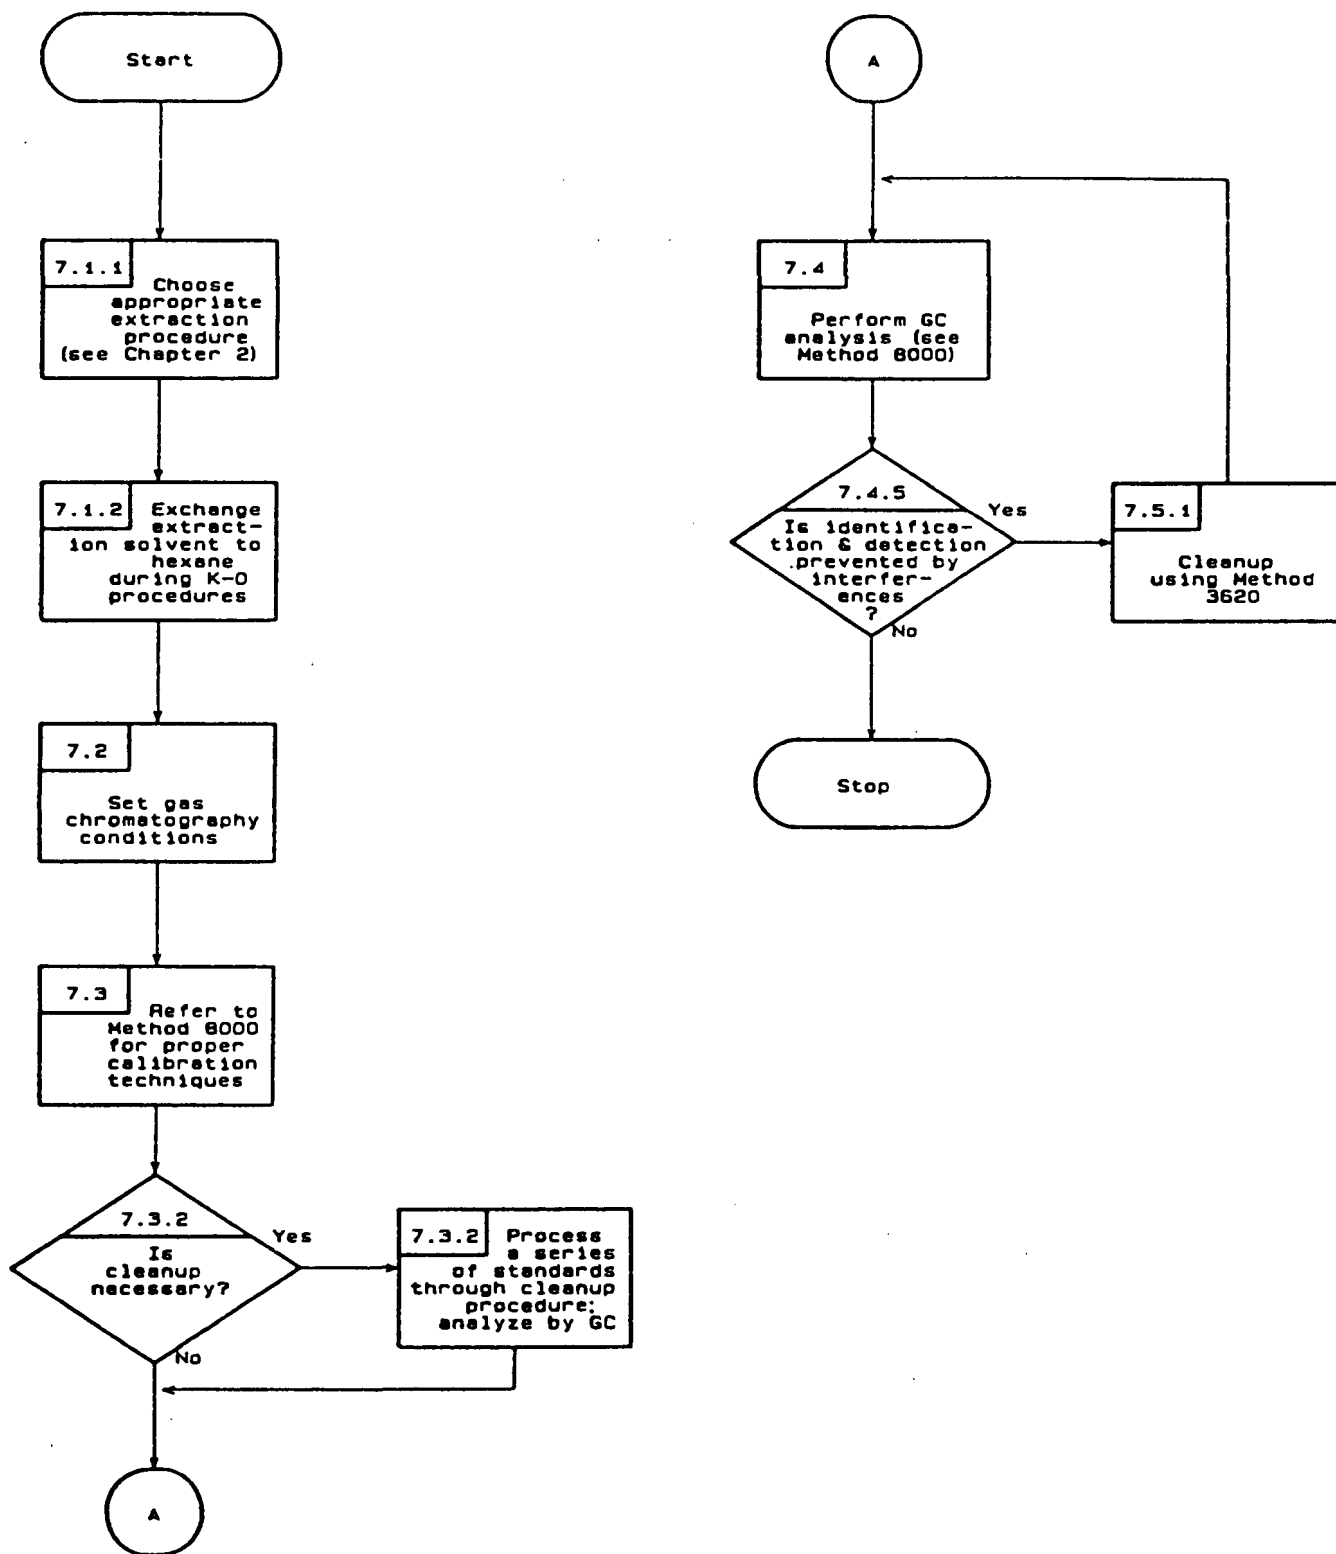 Start
7.1.1
Choose
appropriate
extraction
procedure
(see Chapter 2)
7.1.2 Exchange
extract-
ion solvent to
hexane
during K-D
procedures
7.2
Set gas
chromatography
conditions
7.3
Refer to
Method 8000
for proper
calibration
techniques
7.3.2
Is
cleanup
necessary?
Yes
No
7.3.2 Process
a series
of standards
through cleanup
procedure;
analyze by GC
A
A
7.4
Perform GC
analysis (see
Method 8000)
7.4.5
Is identifica-
tion & detection
prevented by
interfer-
ences
?
Yes
No
7.5.1
Cleanup
using Method
3620
Stop